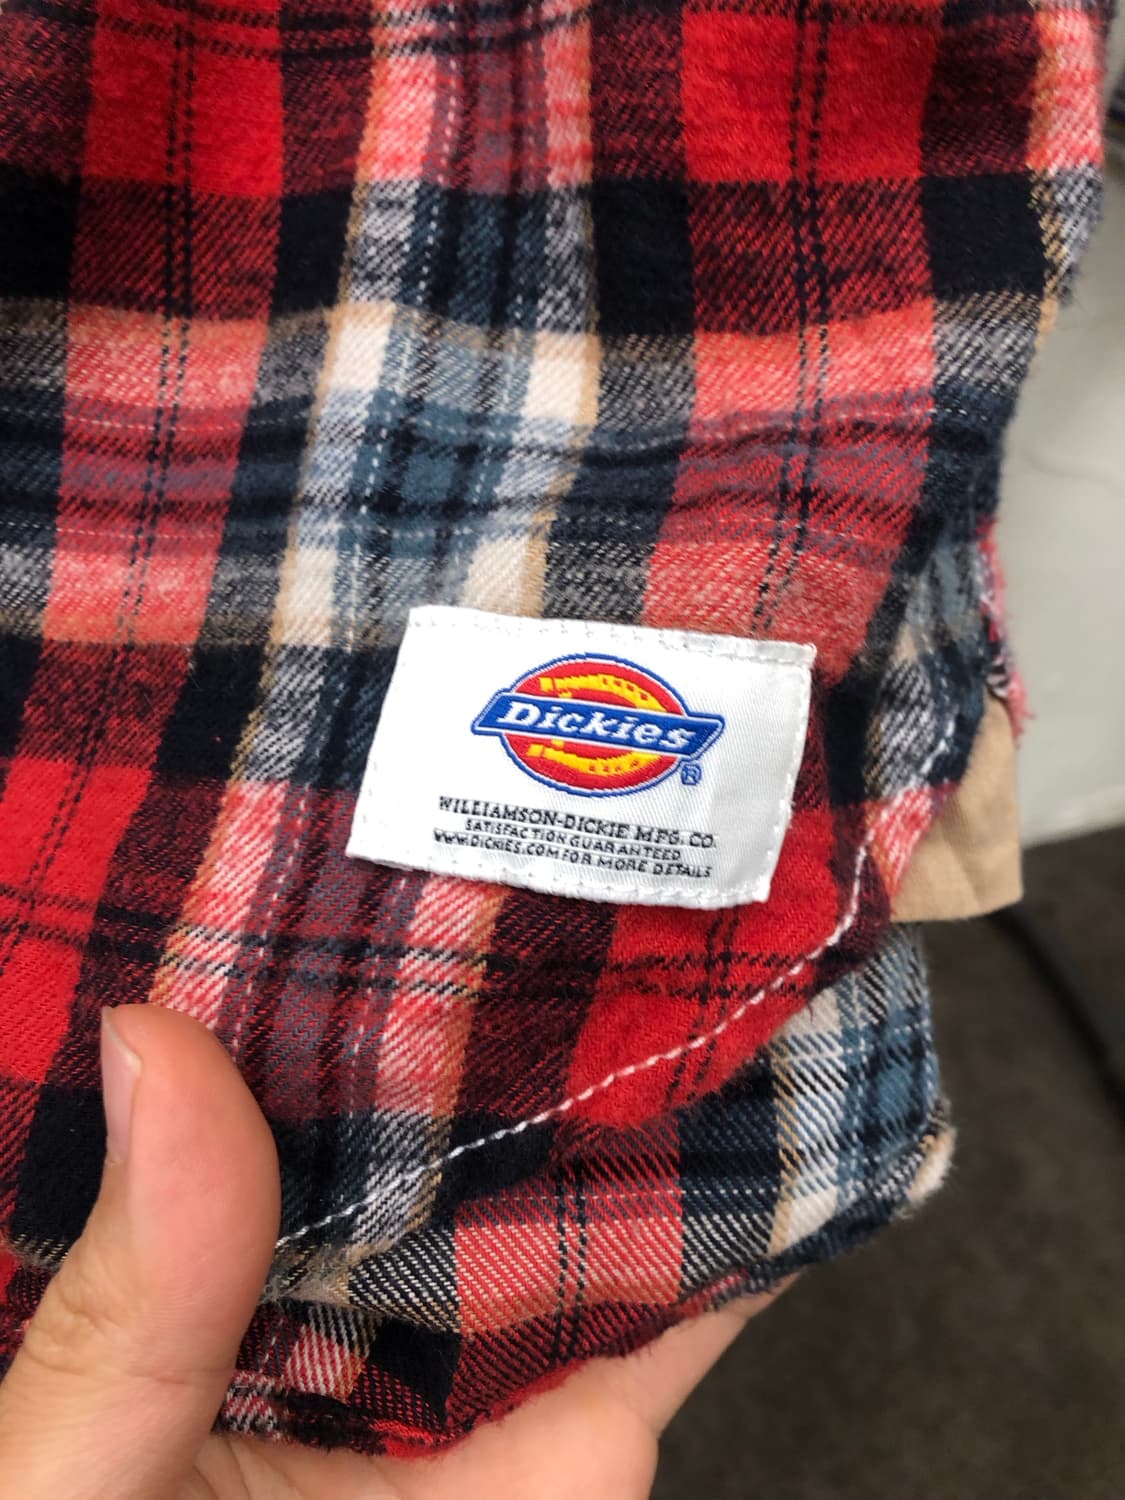 Dickies®
WILLIAMSON-DICKIE MFG. CO.
SATISFACTION GUARANTEED
WWW.DICKIES.COM FOR MORE DETAILS